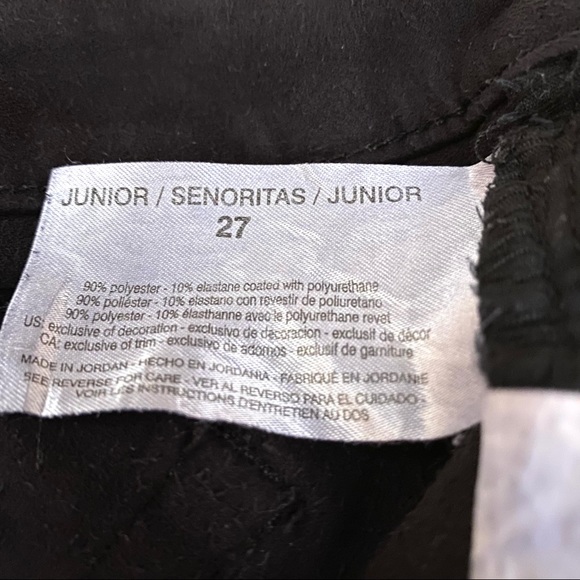 JUNIOR / SENORITAS / JUNIOR
27
90% polyester - 10% elastane coated with polyurethane
90% poliéster - 10% elastano con revestir de poliuretano
90% polyester - 10% élasthanne avec le polyurethane revet
US: exclusive of decoration - exclusivo de decoracion - exclusif de décor
CA: exclusive of trim - exclusivo de adornos - exclusif de garniture
MADE IN JORDAN - HECHO EN JORDANIA - FABRIQUÉ EN JORDANIE
SEE REVERSE FOR CARE - VER AL REVERSO PARA EL CUIDADO -
VOIR LES INSTRUCTIONS D'ENTRETIEN AU DOS